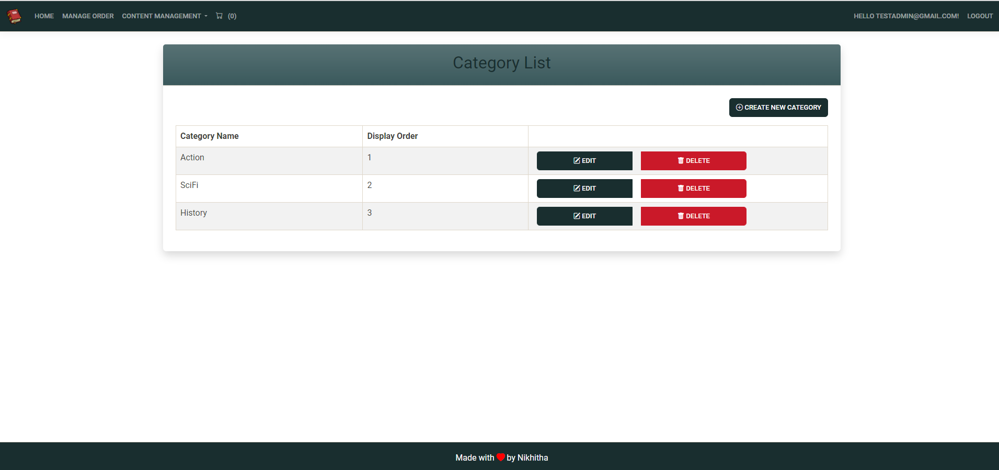 HOME MANAGE ORDER CONTENT MANAGEMENT (0) HELLO TESTADMIN@GMAIL.COM! LOGOUT
Category List
CREATE NEW CATEGORY
Category Name Display Order
Action 1 EDIT DELETE
SciFi 2 EDIT DELETE
History 3 EDIT DELETE
Made with by Nikhitha